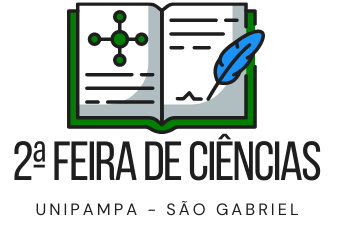 2ª FEIRA DE CIÊNCIAS
UNIPAMPA - SÃO GABRIEL